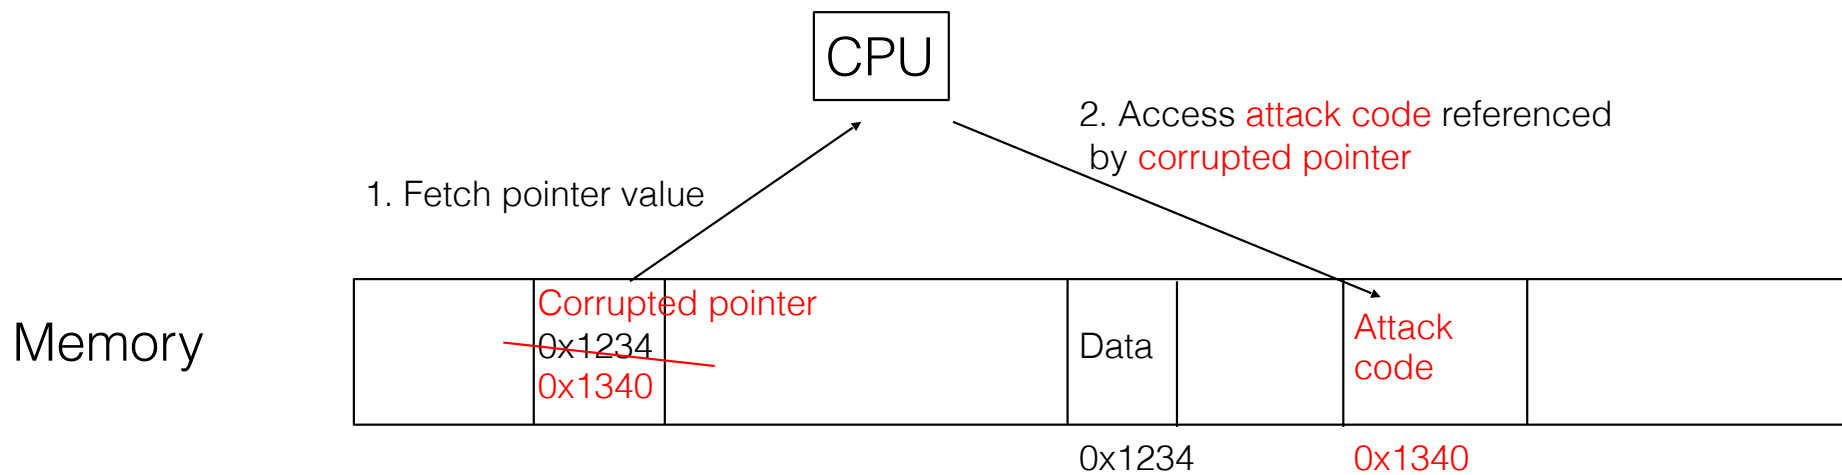 CPU
2. Access attack code referenced
by corrupted pointer
1. Fetch pointer value
Memory
Corrupted pointer
0x1234
0x1340
Data
Attack
code
0x1234
0x1340